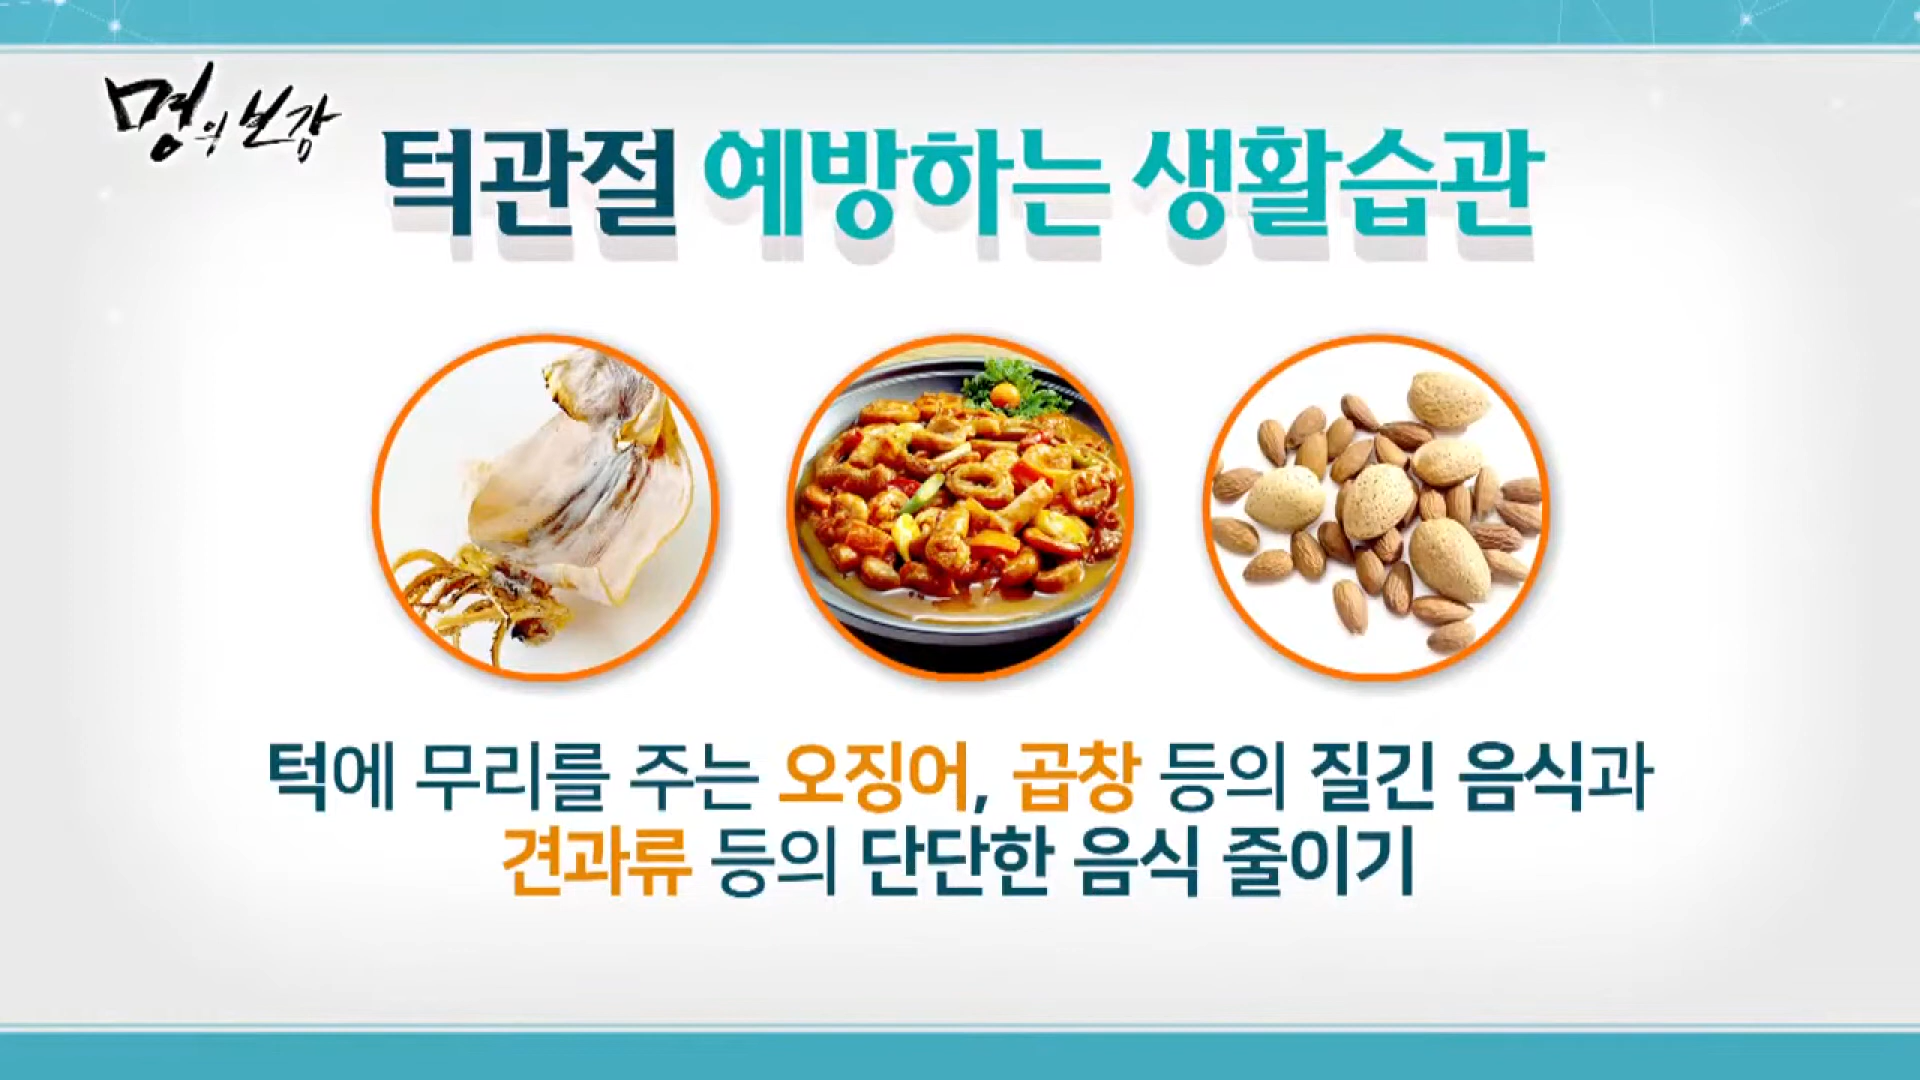 명의보감
턱관절 예방하는 생활습관
턱에 무리를 주는 오징어, 곱창 등의 질긴 음식과
견과류 등의 단단한 음식 줄이기